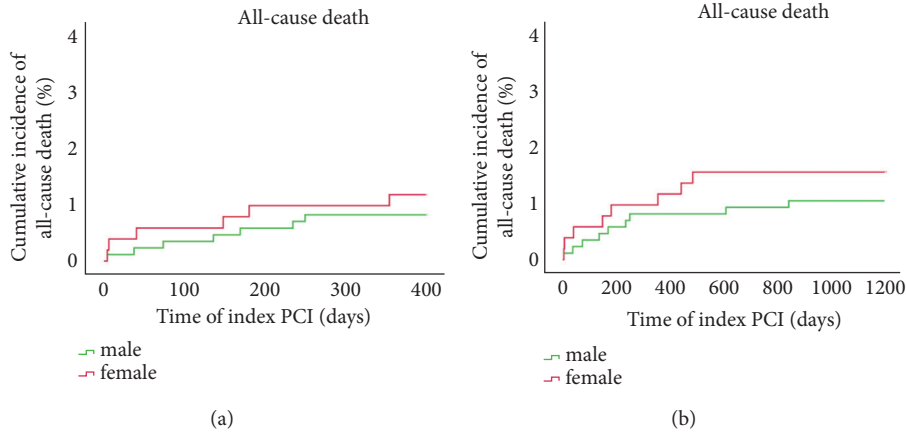 All-cause death
Cumulative incidence of
all-cause death (%)
4
3
2
1
0
0 100 200 300 400
Time of index PCI (days)
male
female
(a)
All-cause death
Cumulative incidence of
all-cause death (%)
4
3
2
1
0
0 200 400 600 800 1000 1200
Time of index PCI (days)
male
female
(b)